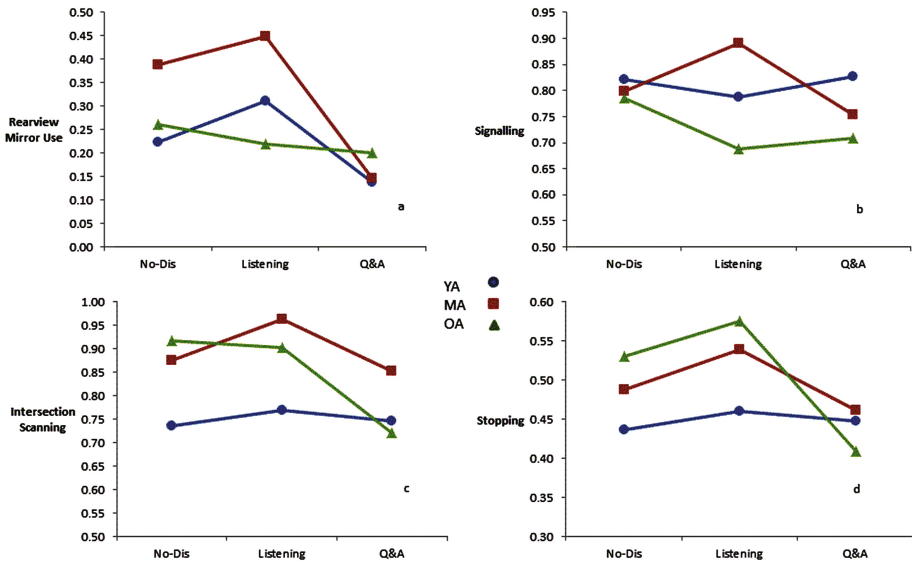 0.50
0.45
0.40
0.35
0.30
0.25
0.20
0.15
0.10
0.05
0.00
Rearview
Mirror Use
No-Dis Listening Q&A
a
0.95
0.90
0.85
0.80
0.75
0.70
0.65
0.60
0.55
0.50
Signalling
No-Dis Listening Q&A
b
YA
MA
OA
1.00
0.95
0.90
0.85
0.80
0.75
0.70
0.65
0.60
0.55
0.50
Intersection
Scanning
No-Dis Listening Q&A
c
0.60
0.55
0.50
0.45
0.40
0.35
0.30
Stopping
No-Dis Listening Q&A
d